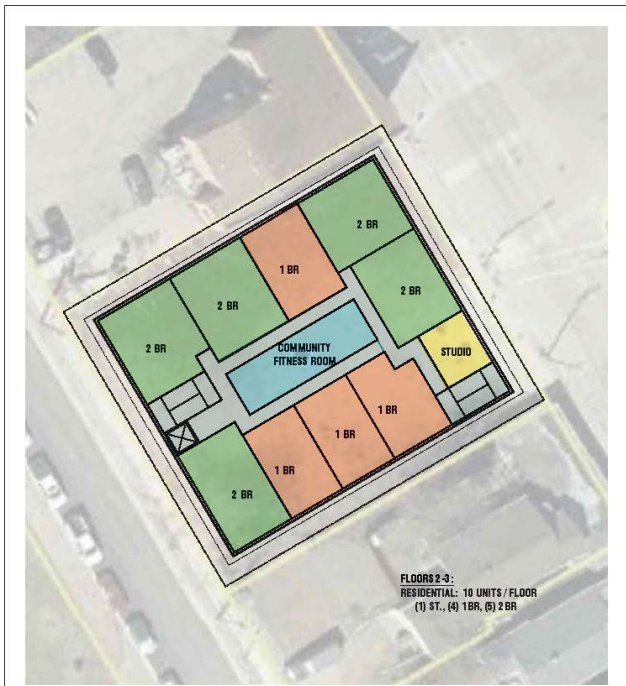 2 BR
1 BR
2 BR
2 BR
2 BR
COMMUNITY
FITNESS ROOM
STUDIO
1 BR
1 BR
1 BR
2 BR
FLOORS 2-3:
RESIDENTIAL: 10 UNITS / FLOOR
(1) ST., (4) 1 BR, (5) 2 BR